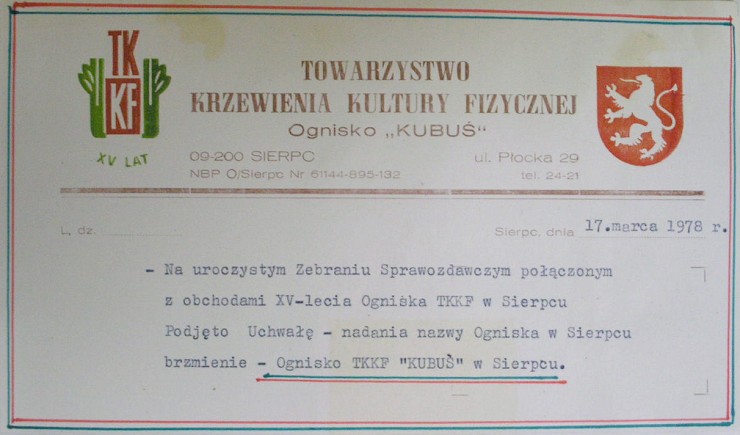 TK
KF
XV LAT
TOWARZYSTWO
KRZEWIENIA KULTURY FIZYCZNEJ
Ognisko „KUBUŚ"
09-200 SIERPC ul. Płocka 29
NBP O/Sierpc Nr 61144-895-132 tel. 24-21
L. dz. Sierpc, dnia 17.marca 1978 r.
- Na uroczystym Zebraniu Sprawozdawczym połączonym
z obchodami XV-lecia Ogniska TKKF w Sierpcu
Podjęto Uchwałę - nadania nazwy Ogniska w Sierpcu
brzmienie - Ognisko TKKF "KUBUŚ" w Sierpcu.